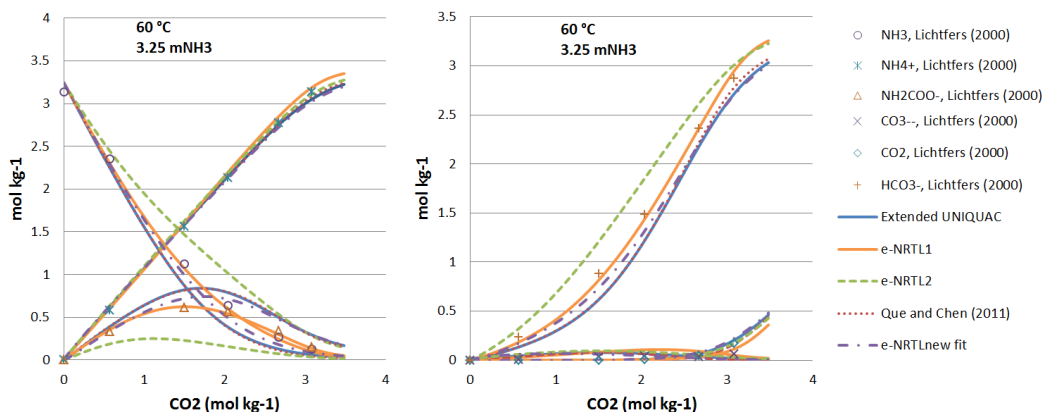 60 °C
3.25 mNH3
4
3.5
3
2.5
2
1.5
1
0.5
0
mol kg-1
0
1
2
3
4
CO2 (mol kg-1)
60 °C
3.25 mNH3
3.5
3
2.5
2
1.5
1
0.5
0
mol kg-1
0
1
2
3
4
CO2 (mol kg-1)
NH3, Lichtfers (2000)
NH4+, Lichtfers (2000)
NH2COO-, Lichtfers (2000)
CO3--, Lichtfers (2000)
CO2, Lichtfers (2000)
HCO3-, Lichtfers (2000)
Extended UNIQUAC
e-NRTL1
e-NRTL2
Que and Chen (2011)
e-NRTLnew fit